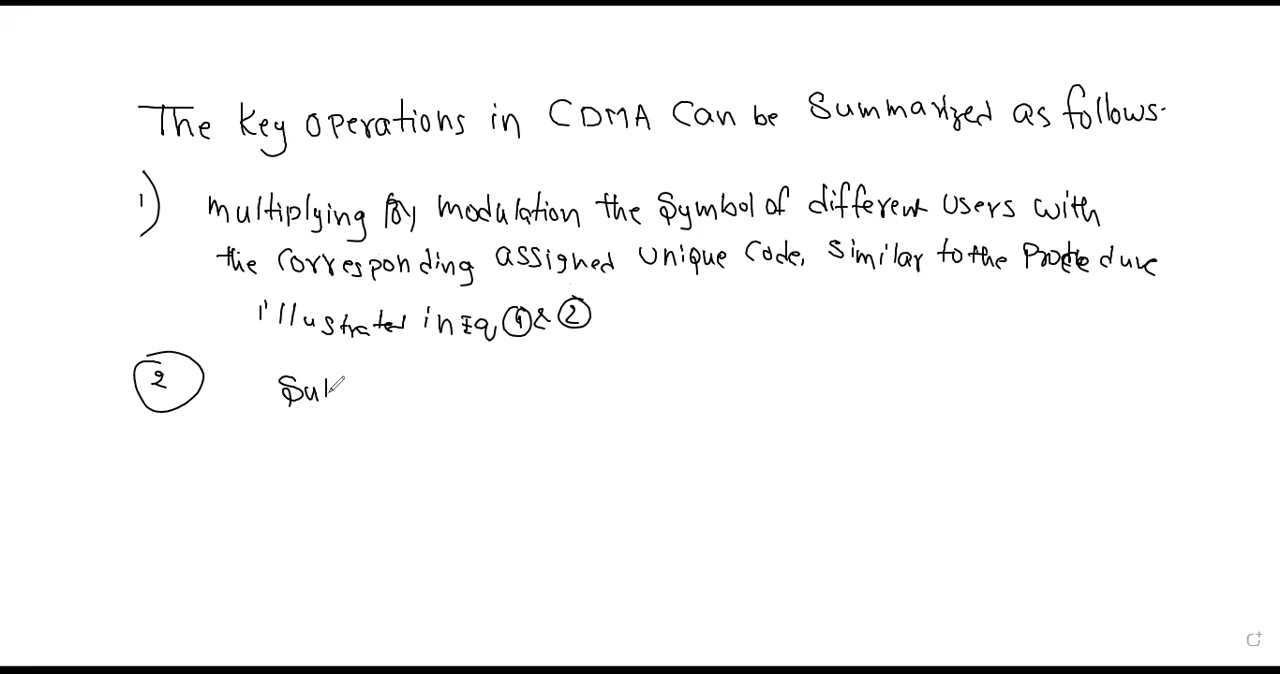 The Key Operations in CDMA Can be Summarized as follows.
1) multiplying by modulation the Symbol of different users with
the corresponding assigned unique code, similar to the Procedure
illustrated in Eq ① & ②
②